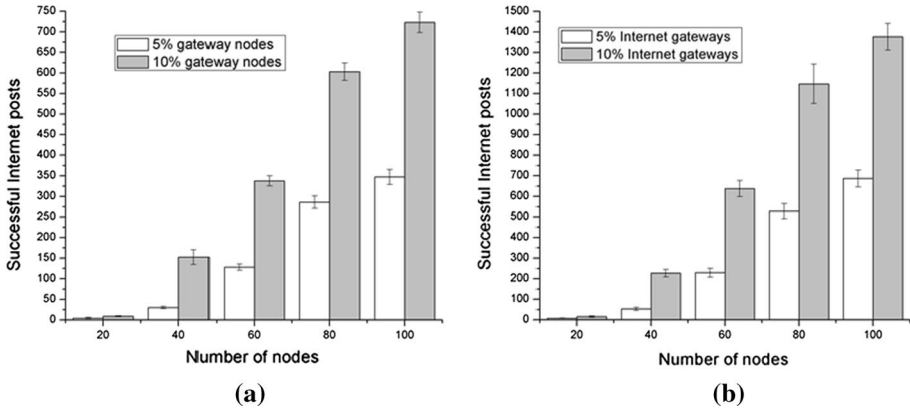 750
700
650
600
550
500
450
400
350
300
250
200
150
100
50
0
Successful Internet posts
5% gateway nodes
10% gateway nodes
20 40 60 80 100
Number of nodes
(a)
1500
1400
1300
1200
1100
1000
900
800
700
600
500
400
300
200
100
0
Successful Internet posts
5% Internet gateways
10% Internet gateways
20 40 60 80 100
Number of nodes
(b)